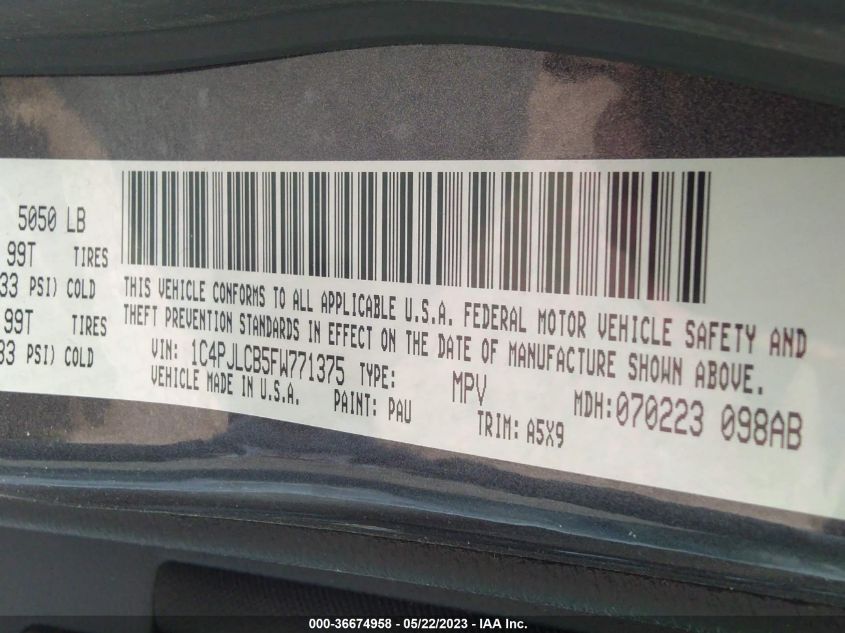 5050 LB
99T TIRES
33 PSI) COLD
99T TIRES
33 PSI) COLD
THIS VEHICLE CONFORMS TO ALL APPLICABLE U.S.A. FEDERAL MOTOR VEHICLE SAFETY AND
THEFT PREVENTION STANDARDS IN EFFECT ON THE DATE OF MANUFACTURE SHOWN ABOVE.
VIN: 1C4PJLCB5FW771375 TYPE: MPV MDH:070223 098AB
VEHICLE MADE IN U.S.A. PAINT: PAU TRIM: A5X9
000-36674958 - 05/22/2023 - IAA Inc.